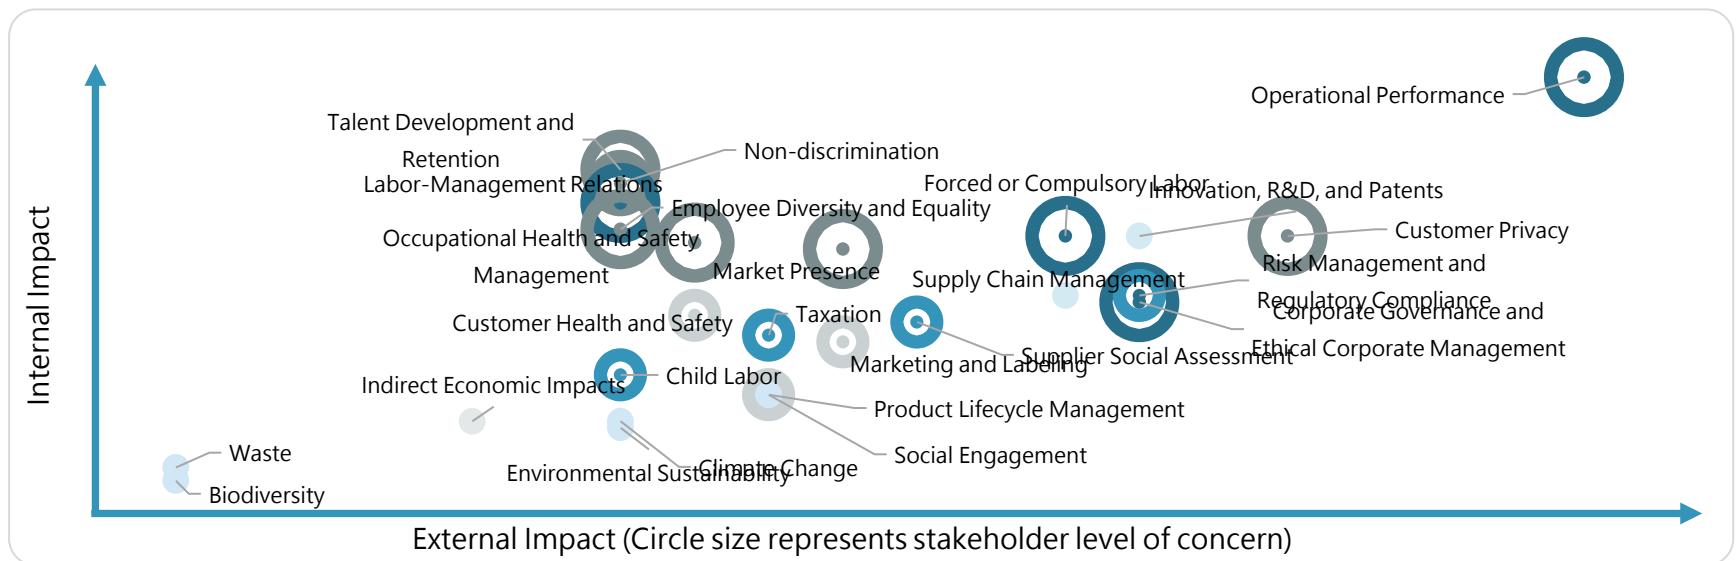 Operational Performance
Talent Development and
Retention
Non-discrimination
Labor-Management Relations
Forced or Compulsory Labor
Innovation, R&D, and Patents
Employee Diversity and Equality
Customer Privacy
Occupational Health and Safety
Management
Market Presence
Risk Management and
Regulatory Compliance
Supply Chain Management
Corporate Governance and
Ethical Corporate Management
Customer Health and Safety
Taxation
Supplier Social Assessment
Marketing and Labeling
Indirect Economic Impacts
Child Labor
Product Lifecycle Management
Waste
Social Engagement
Environmental Sustainability
Climate Change
Biodiversity
Internal Impact
External Impact (Circle size represents stakeholder level of concern)